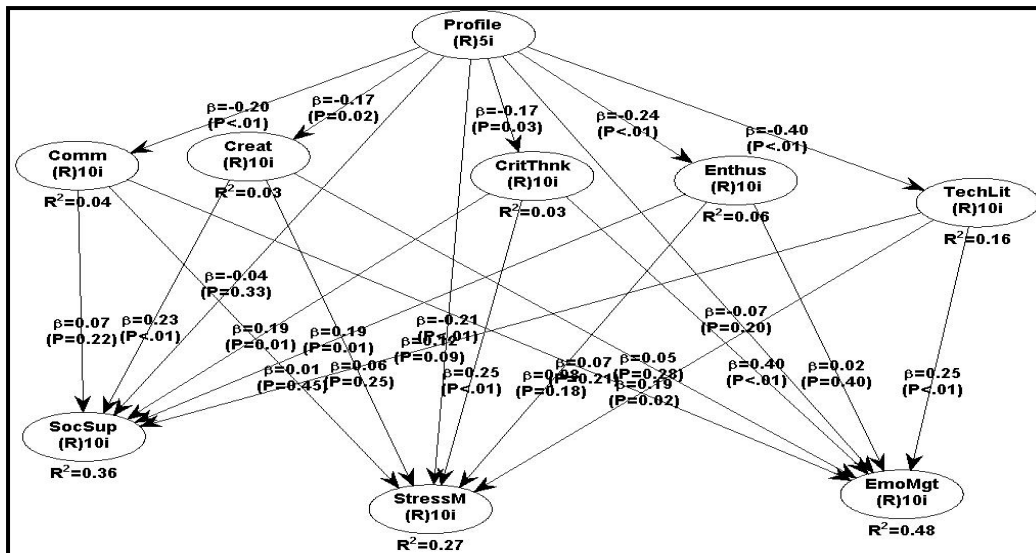 Profile
(R)5i
β=-0.20
(P<.01)
β=-0.17
(P=0.02)
β=-0.17
(P=0.03)
β=-0.24
(P<.01)
β=-0.40
(P<.01)
Comm
(R)10i
R²=0.04
Creat
(R)10i
R²=0.03
CritThnk
(R)10i
R²=0.03
Enthus
(R)10i
R²=0.06
TechLit
(R)10i
R²=0.16
β=-0.04
(P=0.33)
β=0.07
(P=0.22)
β=0.23
(P<.01)
β=0.19
(P=0.01)
β=0.19
(P=0.01)
β=-0.21
(P<.01)
β=0.12
(P=0.09)
β=-0.07
(P=0.20)
β=0.01
(P=0.45)
β=0.06
(P=0.25)
β=0.25
(P<.01)
β=0.08
(P=0.18)
β=0.07
(P=0.21)
β=0.05
(P=0.28)
β=0.19
(P=0.02)
β=0.40
(P<.01)
β=0.02
(P=0.40)
β=0.25
(P<.01)
SocSup
(R)10i
R²=0.36
StressM
(R)10i
R²=0.27
EmoMgt
(R)10i
R²=0.48